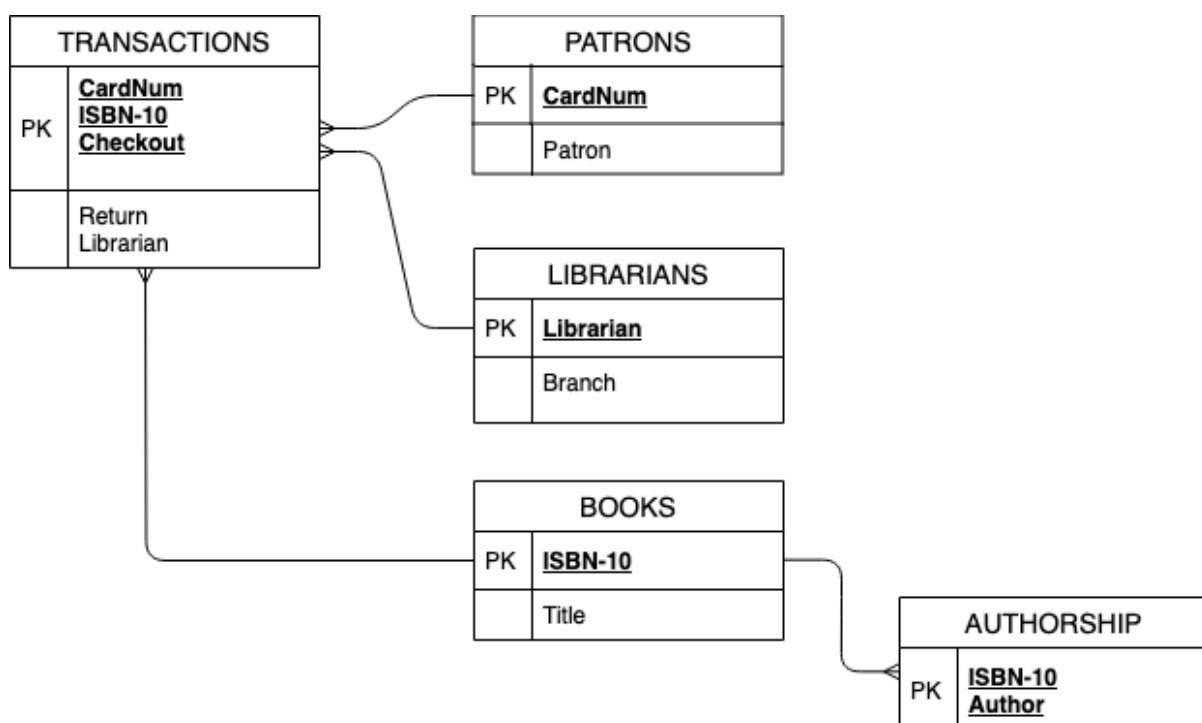 TRANSACTIONS
PK
CardNum
ISBN-10
Checkout
Return
Librarian
PATRONS
PK
CardNum
Patron
LIBRARIANS
PK
Librarian
Branch
BOOKS
PK
ISBN-10
Title
AUTHORSHIP
PK
ISBN-10
Author